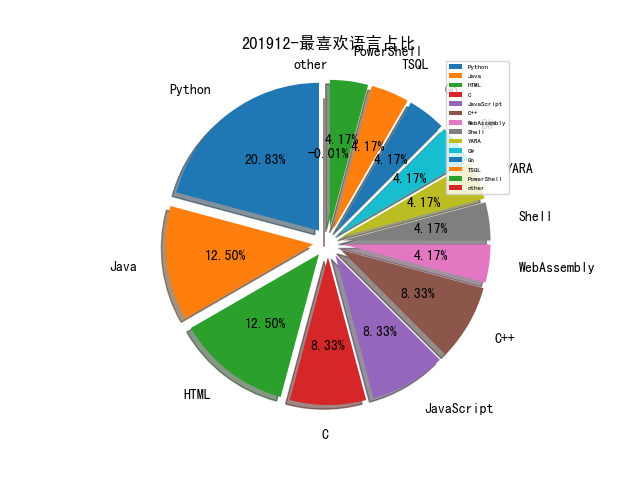 201912-最喜欢语言占比
PowerShell
other
TSQL
Python
Go
C#
YARA
Shell
WebAssembly
C++
JavaScript
C
HTML
Java
20.83%
12.50%
12.50%
8.33%
8.33%
8.33%
4.17%
4.17%
4.17%
4.17%
4.17%
4.17%
4.17%
-0.01%
Python
Java
HTML
C
JavaScript
C++
WebAssembly
Shell
YARA
C#
Go
TSQL
PowerShell
other